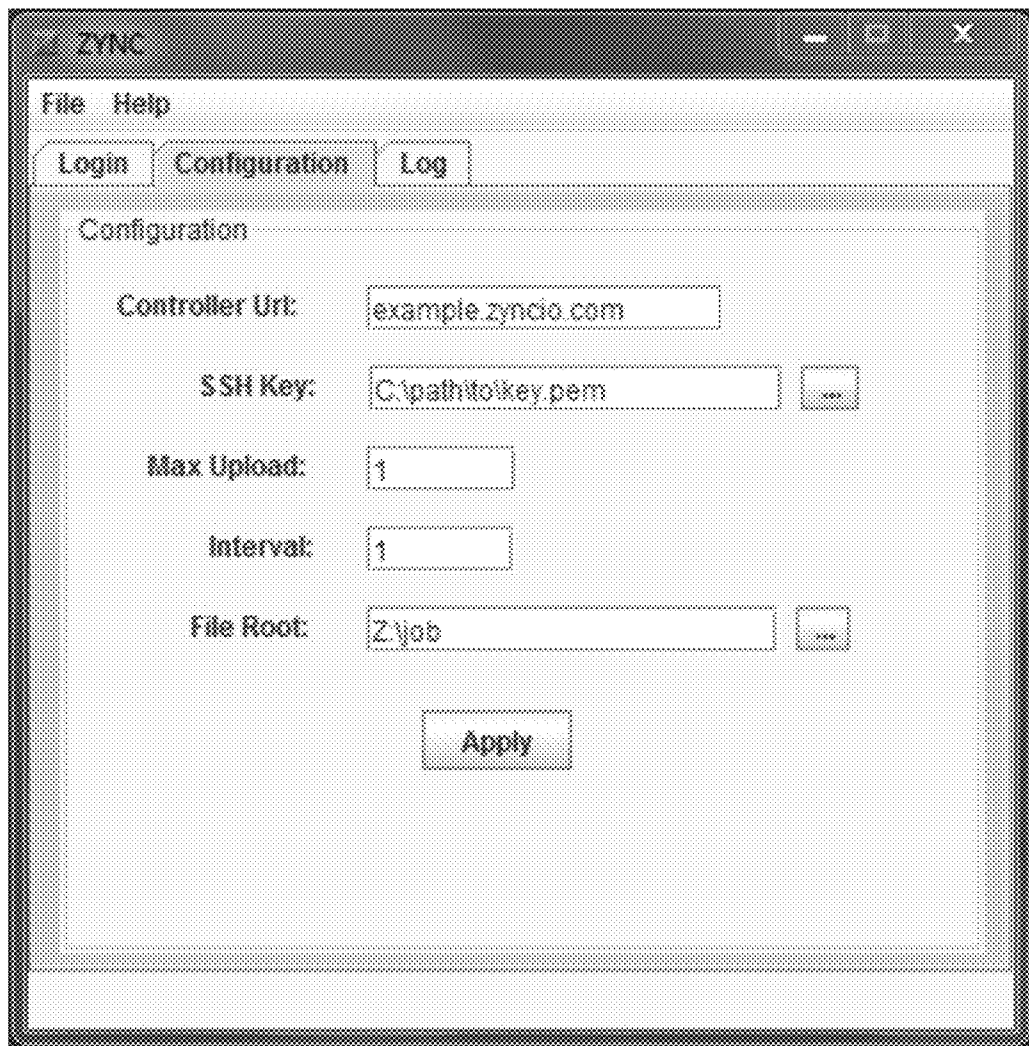 ZYNC
File Help
Login Configuration Log
Configuration
Controller Url: example.zyncio.com
SSH Key: C:\path\to\key.pem ...
Max Upload: 1
Interval: 1
File Root: Z:\job ...
Apply